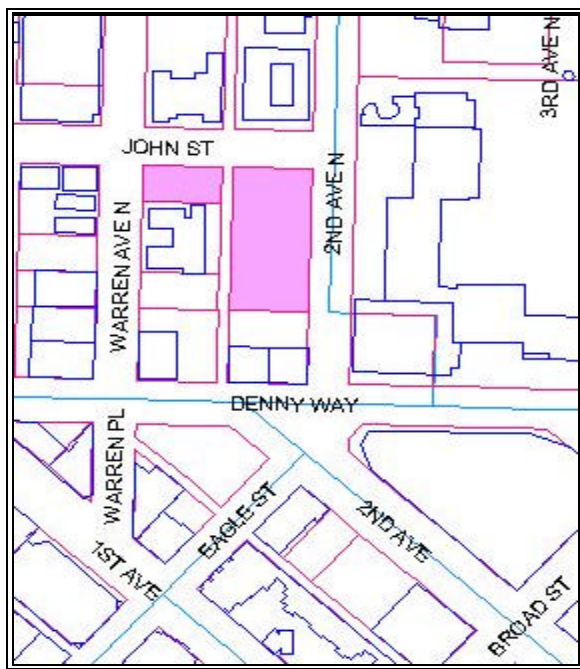 3RD AVE N
JOHN ST
2ND AVE N
WARREN AVE N
DENNY WAY
WARREN PL
EAGLE ST
2ND AVE
1ST AVE
BROAD ST